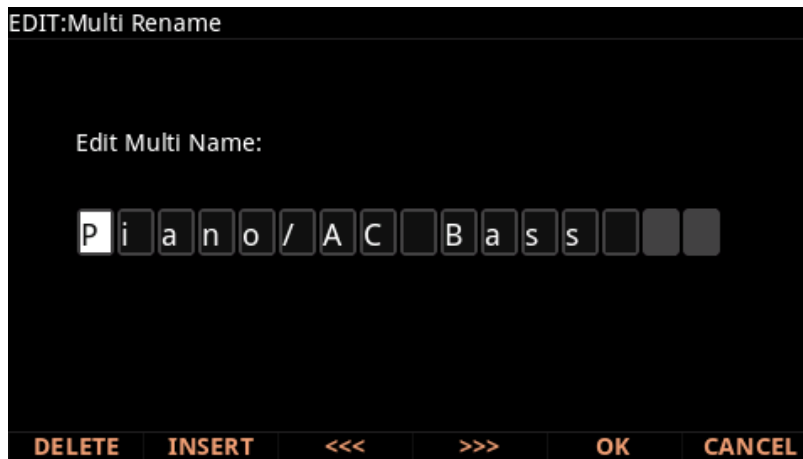 EDIT:Multi Rename
Edit Multi Name:
Piano/AC Bass
DELETE INSERT <<< >>> OK CANCEL